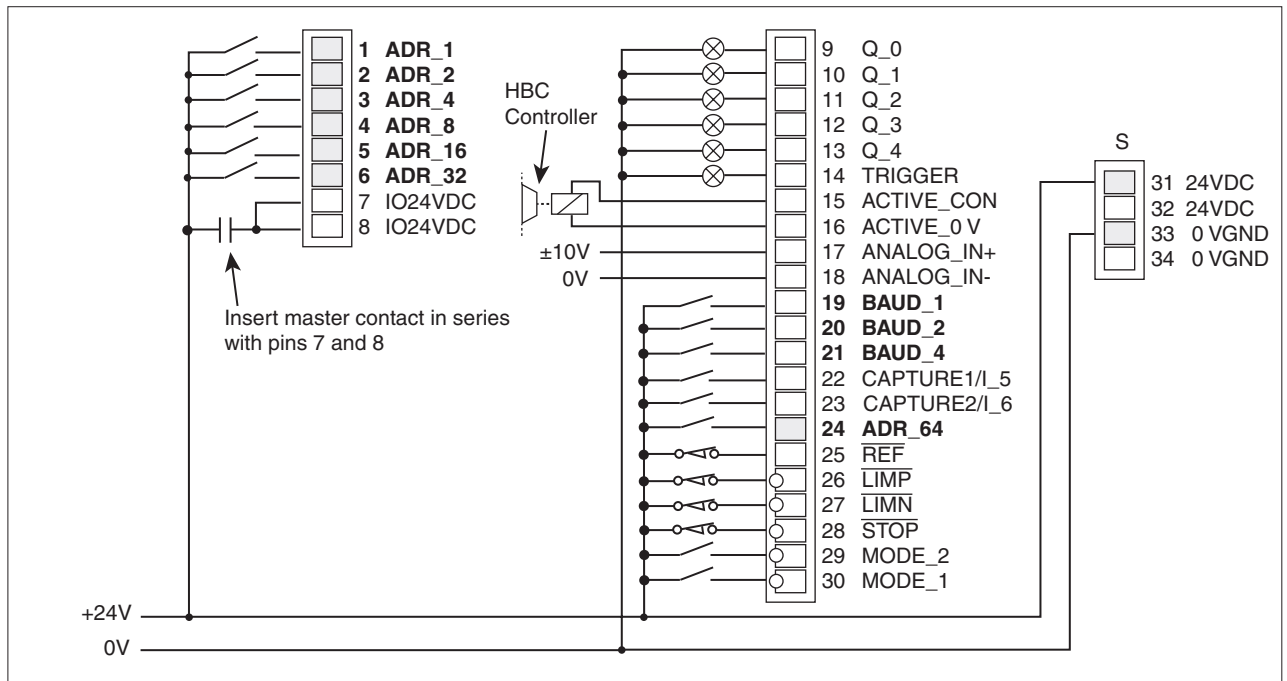 1 ADR_1
2 ADR_2
3 ADR_4
4 ADR_8
5 ADR_16
6 ADR_32
7 IO24VDC
8 IO24VDC
Insert master contact in series
with pins 7 and 8
HBC
Controller
±10V
0V
9 Q_0
10 Q_1
11 Q_2
12 Q_3
13 Q_4
14 TRIGGER
15 ACTIVE_CON
16 ACTIVE_0 V
17 ANALOG_IN+
18 ANALOG_IN-
19 BAUD_1
20 BAUD_2
21 BAUD_4
22 CAPTURE1/I_5
23 CAPTURE2/I_6
24 ADR_64
25 REF
26 LIMP
27 LIMN
28 STOP
29 MODE_2
30 MODE_1
S
31 24VDC
32 24VDC
33 0 VGND
34 0 VGND
+24V
0V